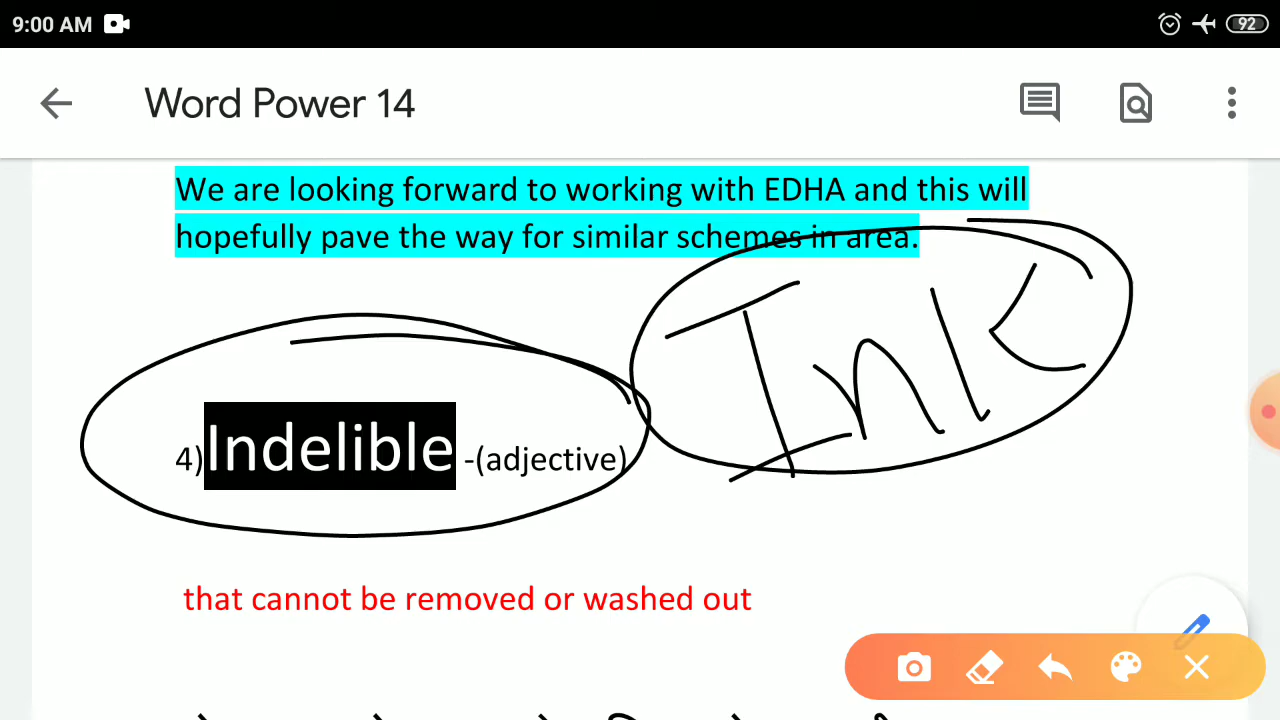 9:00 AM 92
Word Power 14
We are looking forward to working with EDHA and this will
hopefully pave the way for similar schemes in area.
Ink
4)Indelible -(adjective)
that cannot be removed or washed out